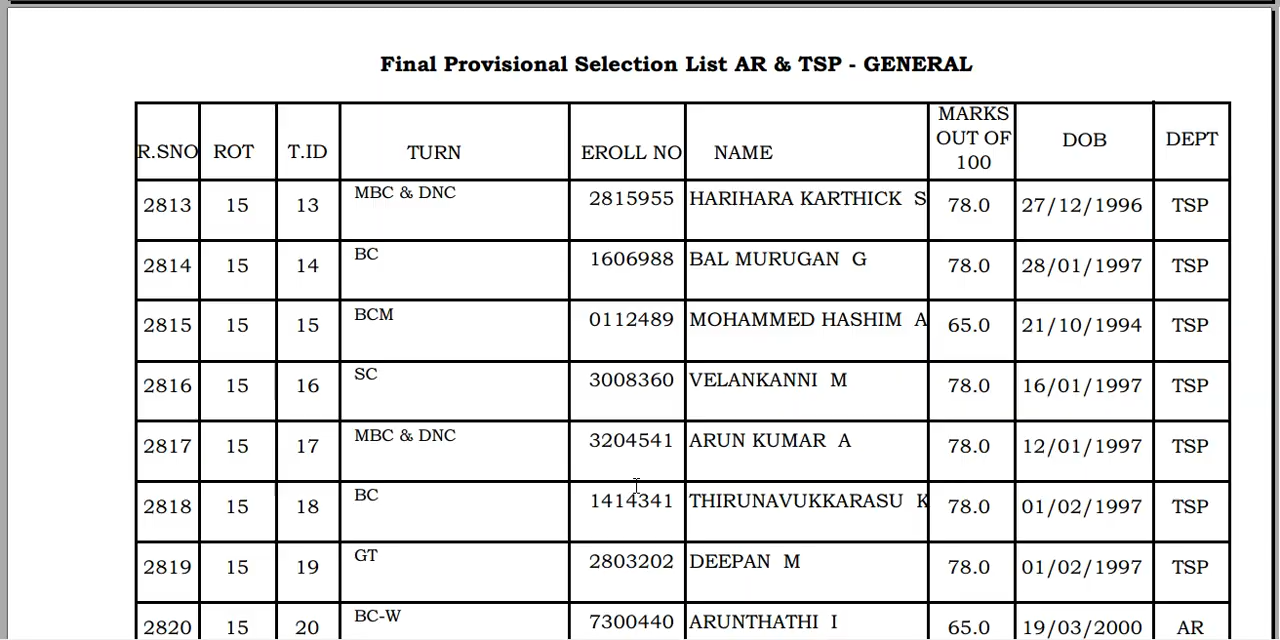 Final Provisional Selection List AR & TSP - GENERAL
R.SNO ROT T.ID TURN EROLL NO NAME MARKS OUT OF 100 DOB DEPT
2813 15 13 MBC & DNC 2815955 HARIHARA KARTHICK S 78.0 27/12/1996 TSP
2814 15 14 BC 1606988 BAL MURUGAN G 78.0 28/01/1997 TSP
2815 15 15 BCM 0112489 MOHAMMED HASHIM A 65.0 21/10/1994 TSP
2816 15 16 SC 3008360 VELANKANNI M 78.0 16/01/1997 TSP
2817 15 17 MBC & DNC 3204541 ARUN KUMAR A 78.0 12/01/1997 TSP
2818 15 18 BC 1414341 THIRUNAVUKKARASU K 78.0 01/02/1997 TSP
2819 15 19 GT 2803202 DEEPAN M 78.0 01/02/1997 TSP
2820 15 20 BC-W 7300440 ARUNTHATHI I 65.0 19/03/2000 AR